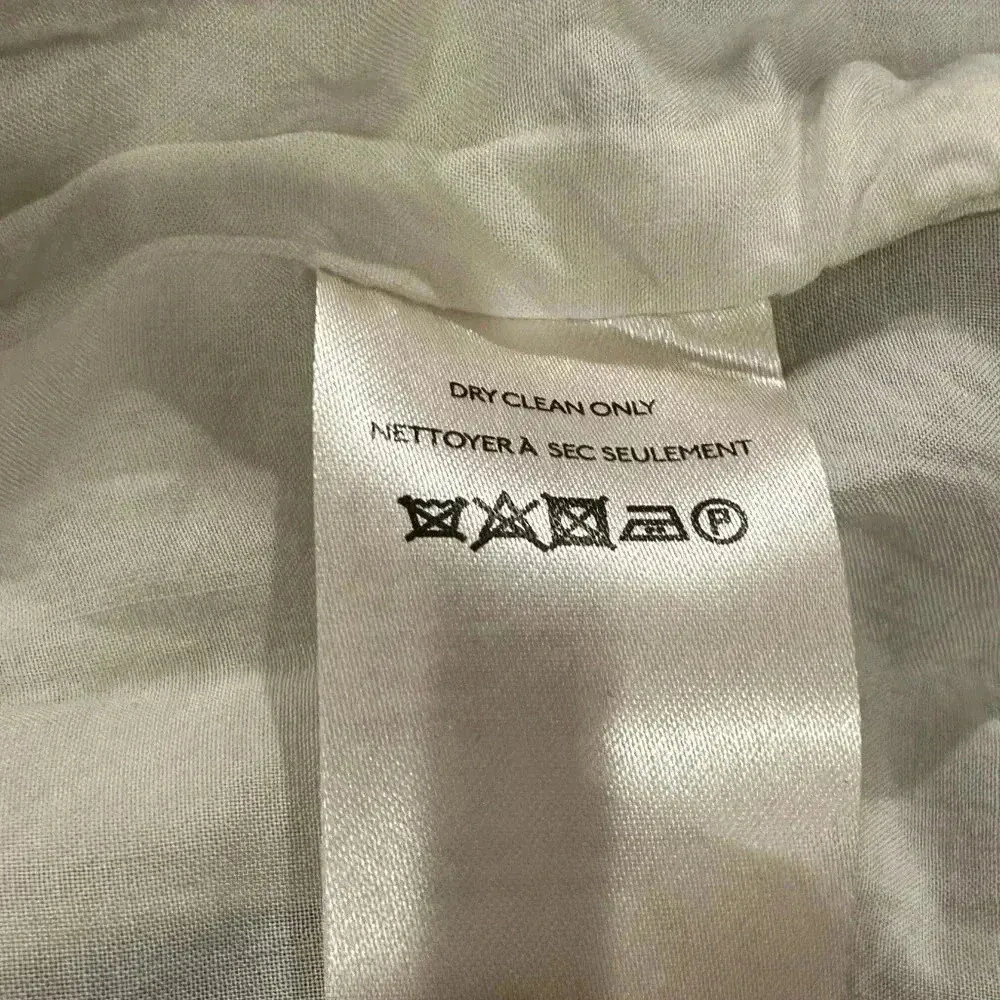 DRY CLEAN ONLY
NETTOYER À SEC SEULEMENT
P